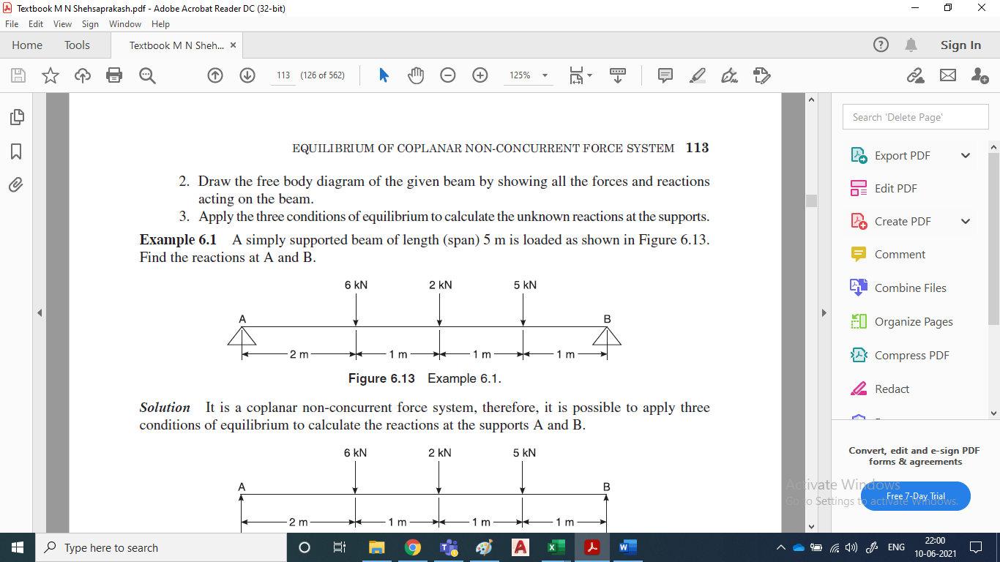 Textbook M N Shehsaprakash.pdf - Adobe Acrobat Reader DC (32-bit)
File Edit View Sign Window Help
Home Tools Textbook M N Sheh... × Sign In
113 (126 of 562) 125%
Search 'Delete Page'
Export PDF
Edit PDF
Create PDF
Comment
Combine Files
Organize Pages
Compress PDF
Redact
Convert, edit and e-sign PDF
forms & agreements
Free 7-Day Trial
Activate Windows
Go to Settings to activate Windows.
EQUILIBRIUM OF COPLANAR NON-CONCURRENT FORCE SYSTEM 113
2. Draw the free body diagram of the given beam by showing all the forces and reactions
acting on the beam.
3. Apply the three conditions of equilibrium to calculate the unknown reactions at the supports.
Example 6.1 A simply supported beam of length (span) 5 m is loaded as shown in Figure 6.13.
Find the reactions at A and B.
6 kN 2 kN 5 kN
A B
2 m 1 m 1 m 1 m
Figure 6.13 Example 6.1.
Solution It is a coplanar non-concurrent force system, therefore, it is possible to apply three
conditions of equilibrium to calculate the reactions at the supports A and B.
6 kN 2 kN 5 kN
A B
2 m 1 m 1 m 1 m
Type here to search
ENG
22:00
10-06-2021